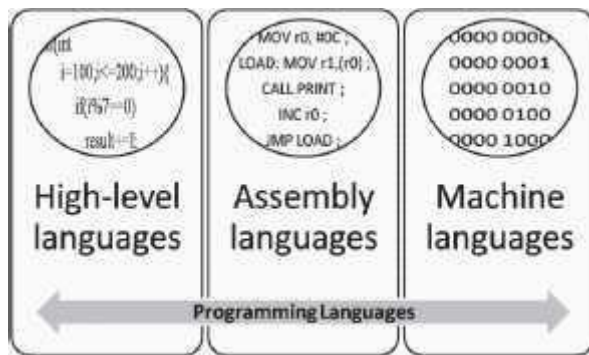 i=100;i<=200;i++){
if(i%7==0)
MOV r0, #0C ;
LOAD: MOV r1,(r0) ;
CALL PRINT ;
INC r0 ;
JMP LOAD ;
0000 0000
0000 0001
0000 0010
0000 0100
0000 1000
High-level
languages
Assembly
languages
Machine
languages
Programming Languages